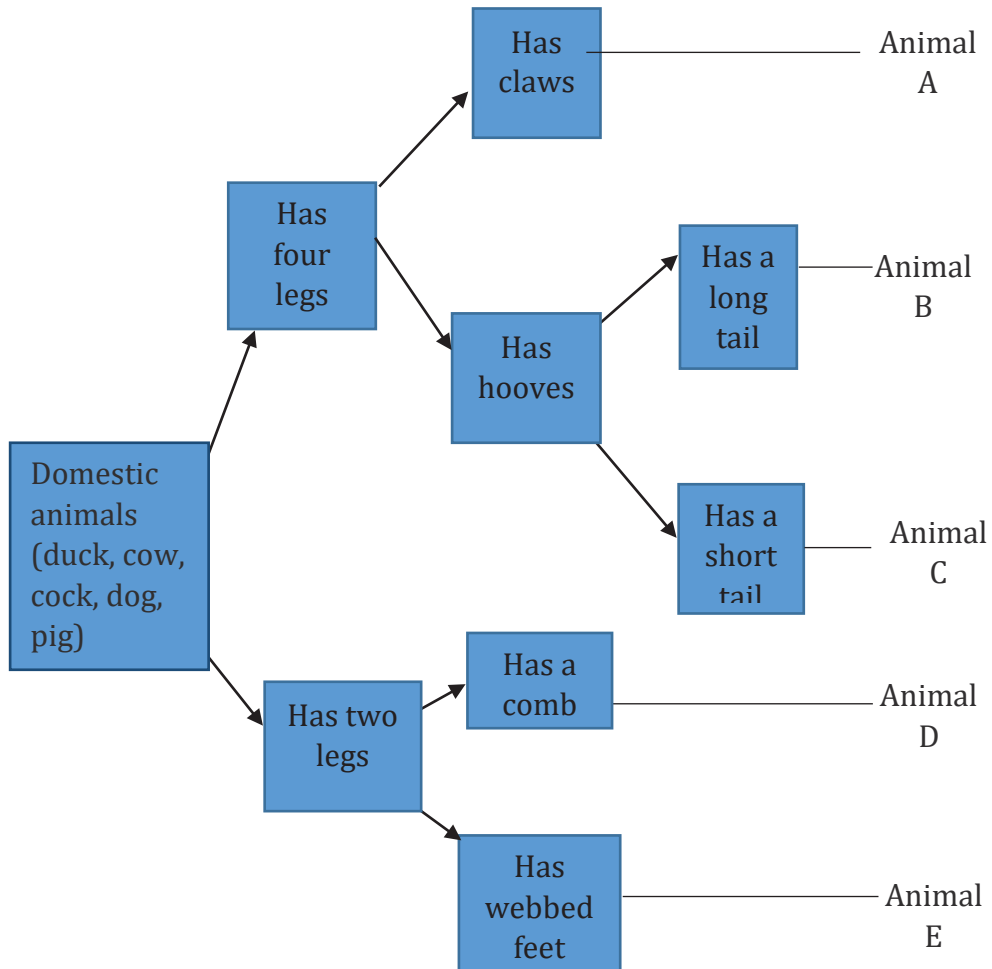 Has
claws
Animal
A
Has
four
legs
Has a
long
tail
Animal
B
Has
hooves
Domestic
animals
(duck, cow,
cock, dog,
pig)
Has a
short
tail
Animal
C
Has a
comb
Animal
D
Has two
legs
Has
webbed
feet
Animal
E